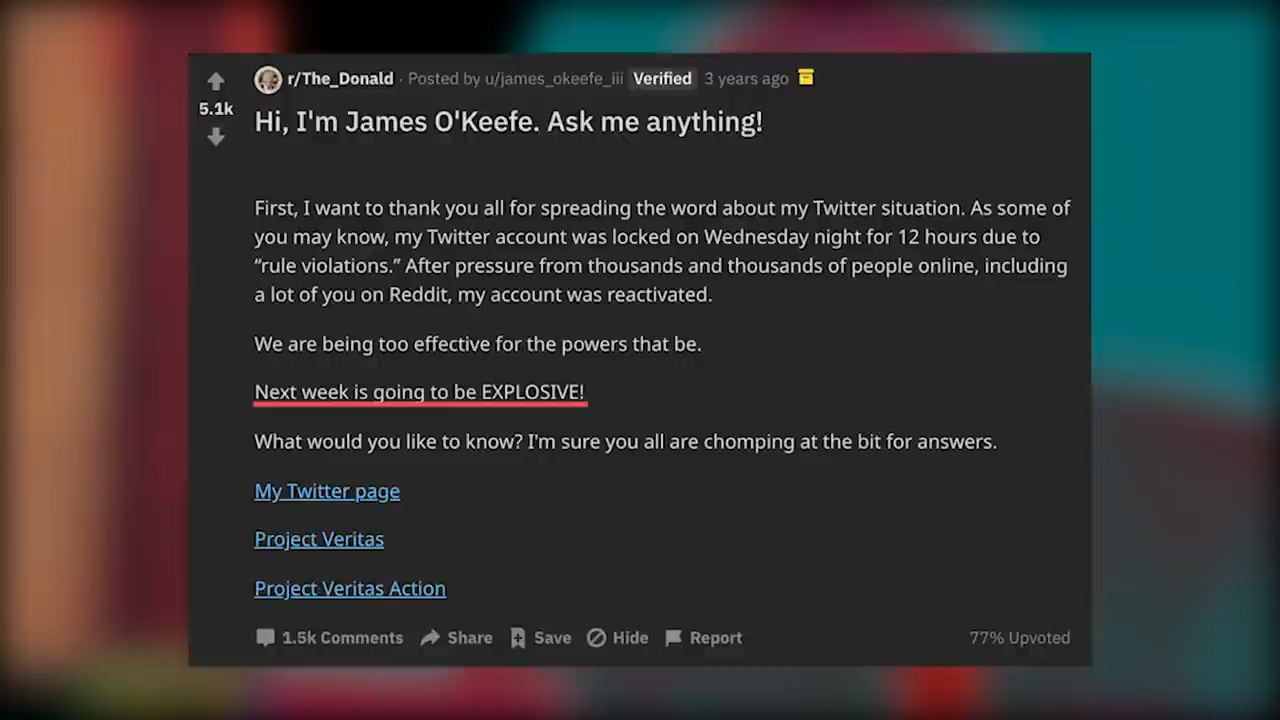 r/The_Donald · Posted by u/james_okeefe_iii Verified 3 years ago
5.1k
Hi, I'm James O'Keefe. Ask me anything!
First, I want to thank you all for spreading the word about my Twitter situation. As some of
you may know, my Twitter account was locked on Wednesday night for 12 hours due to
“rule violations.” After pressure from thousands and thousands of people online, including
a lot of you on Reddit, my account was reactivated.
We are being too effective for the powers that be.
Next week is going to be EXPLOSIVE!
What would you like to know? I'm sure you all are chomping at the bit for answers.
My Twitter page
Project Veritas
Project Veritas Action
1.5k Comments Share Save Hide Report 77% Upvoted